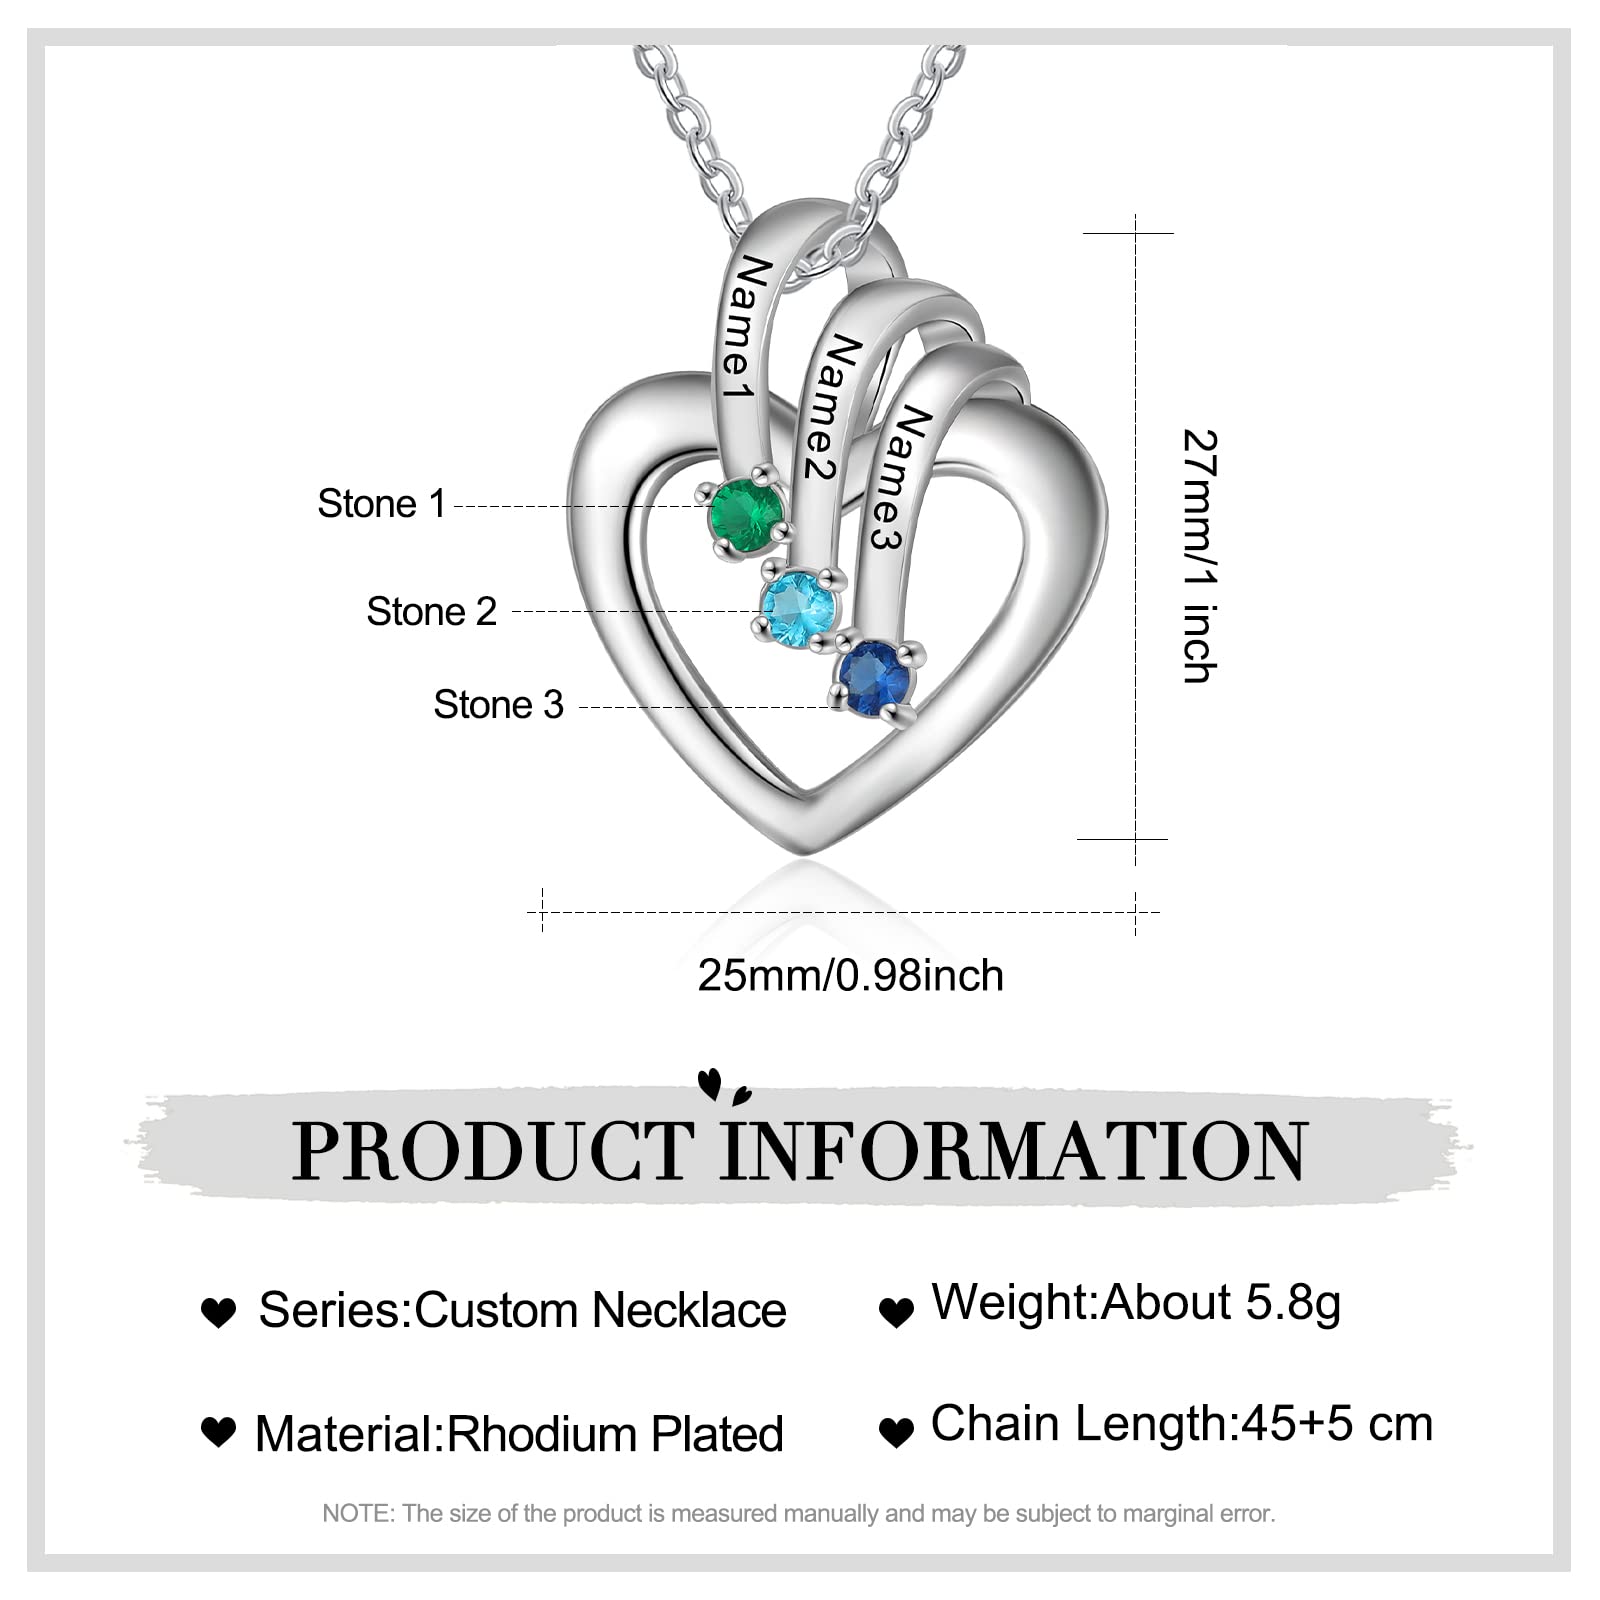 Name1
Name2
Name3
Stone 1
Stone 2
Stone 3
27mm/1 inch
25mm/0.98inch
PRODUCT INFORMATION
Series:Custom Necklace
Weight:About 5.8g
Material:Rhodium Plated
Chain Length:45+5 cm
NOTE: The size of the product is measured manually and may be subject to marginal error.